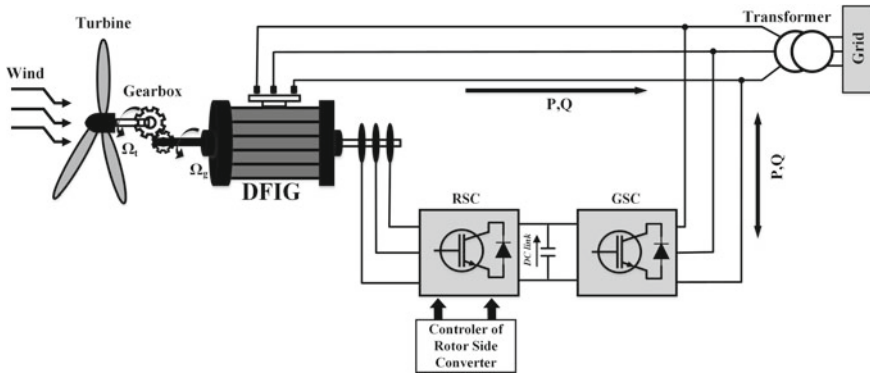 Turbine
Transformer
Grid
Wind
Gearbox
P,Q
Ωt
Ωg
DFIG
P,Q
RSC
GSC
DC link
Controler of
Rotor Side
Converter